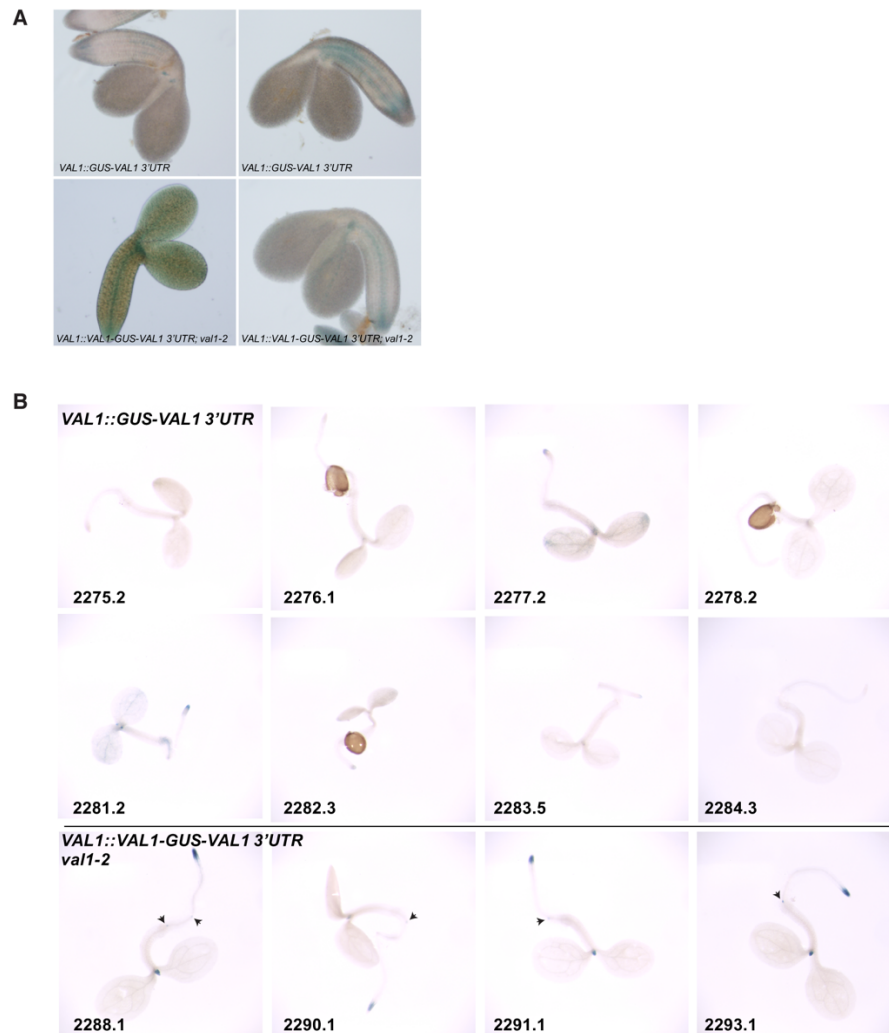 A
VAL1::GUS-VAL1 3'UTR
VAL1::GUS-VAL1 3'UTR
VAL1::VAL1-GUS-VAL1 3'UTR; val1-2
VAL1::VAL1-GUS-VAL1 3'UTR; val1-2
B
VAL1::GUS-VAL1 3'UTR
2275.2
2276.1
2277.2
2278.2
2281.2
2282.3
2283.5
2284.3
VAL1::VAL1-GUS-VAL1 3'UTR
val1-2
2288.1
2290.1
2291.1
2293.1